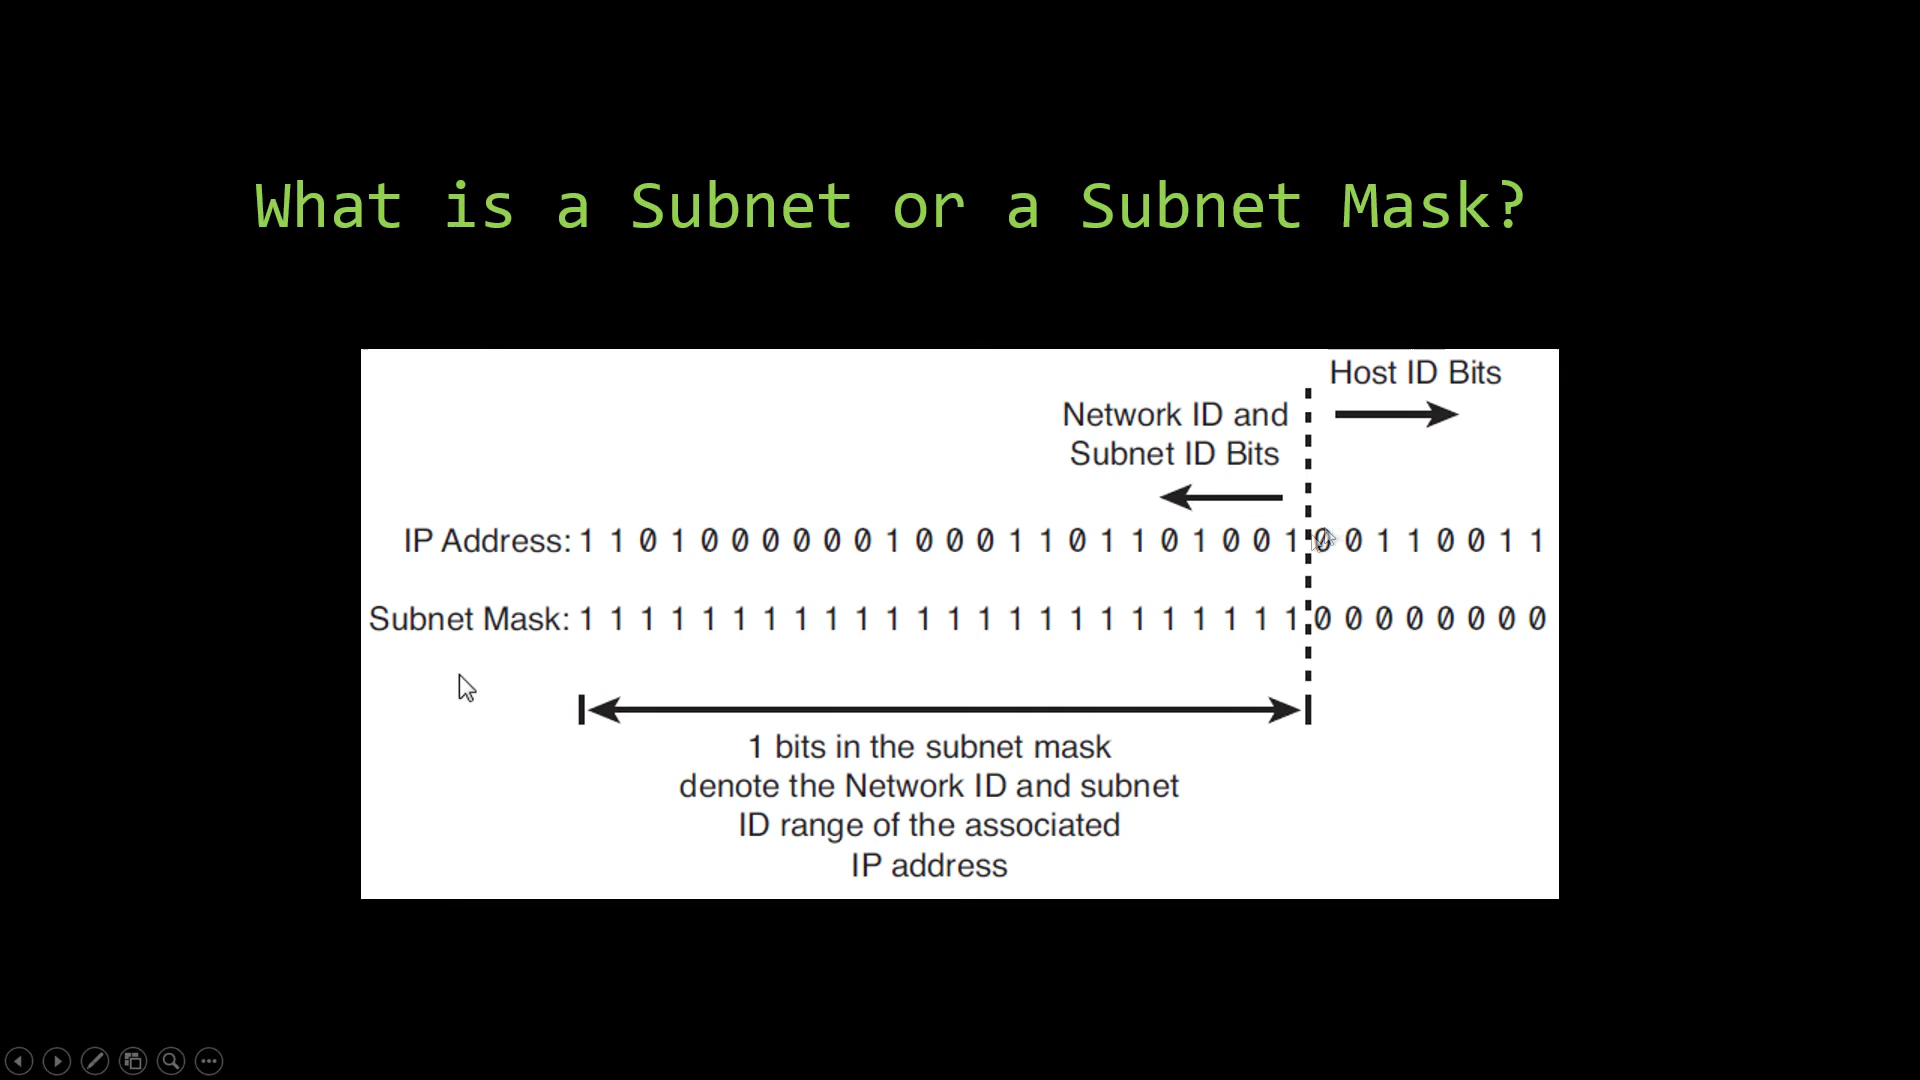 What is a Subnet or a Subnet Mask?
Host ID Bits
Network ID and
Subnet ID Bits
IP Address: 1 1 0 1 0 0 0 0 0 0 1 0 0 0 1 1 0 1 1 0 1 0 0 1 0 0 1 1 0 0 1 1
Subnet Mask: 1 1 1 1 1 1 1 1 1 1 1 1 1 1 1 1 1 1 1 1 1 1 1 1 0 0 0 0 0 0 0 0
1 bits in the subnet mask
denote the Network ID and subnet
ID range of the associated
IP address